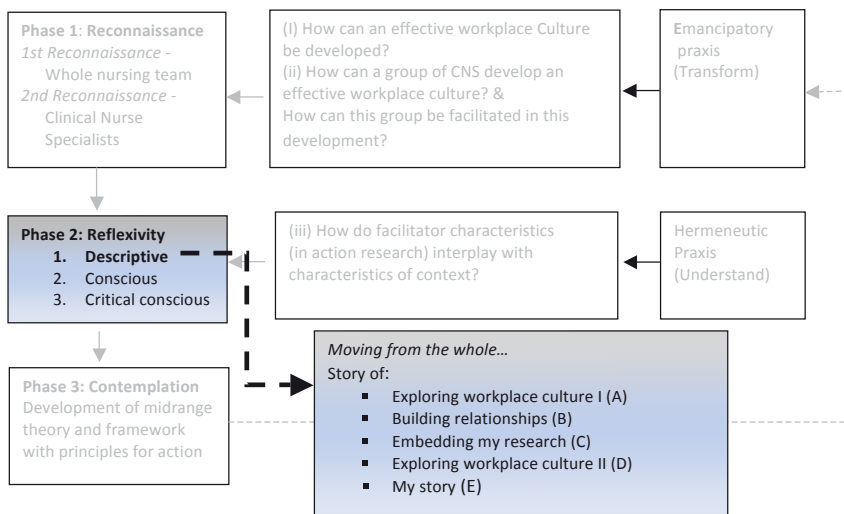 Phase 1: Reconnaissance
1st Reconnaissance -
Whole nursing team
2nd Reconnaissance -
Clinical Nurse
Specialists
(I) How can an effective workplace Culture
be developed?
(ii) How can a group of CNS develop an
effective workplace culture? &
How can this group be facilitated in this
development?
Emancipatory
praxis
(Transform)
Phase 2: Reflexivity
1. Descriptive
2. Conscious
3. Critical conscious
(iii) How do facilitator characteristics
(in action research) interplay with
characteristics of context?
Hermeneutic
Praxis
(Understand)
Phase 3: Contemplation
Development of midrange
theory and framework
with principles for action
Moving from the whole...
Story of:
▪ Exploring workplace culture I (A)
▪ Building relationships (B)
▪ Embedding my research (C)
▪ Exploring workplace culture II (D)
▪ My story (E)